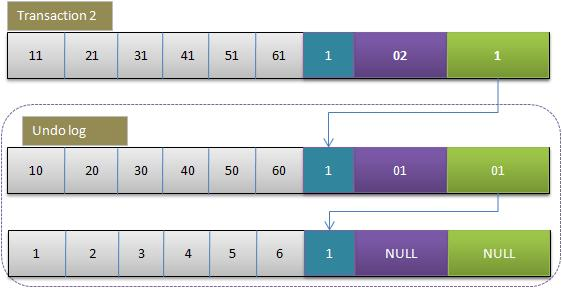 Transaction 2
11 21 31 41 51 61 1 02 1
Undo log
10 20 30 40 50 60 1 01 01
1 2 3 4 5 6 1 NULL NULL